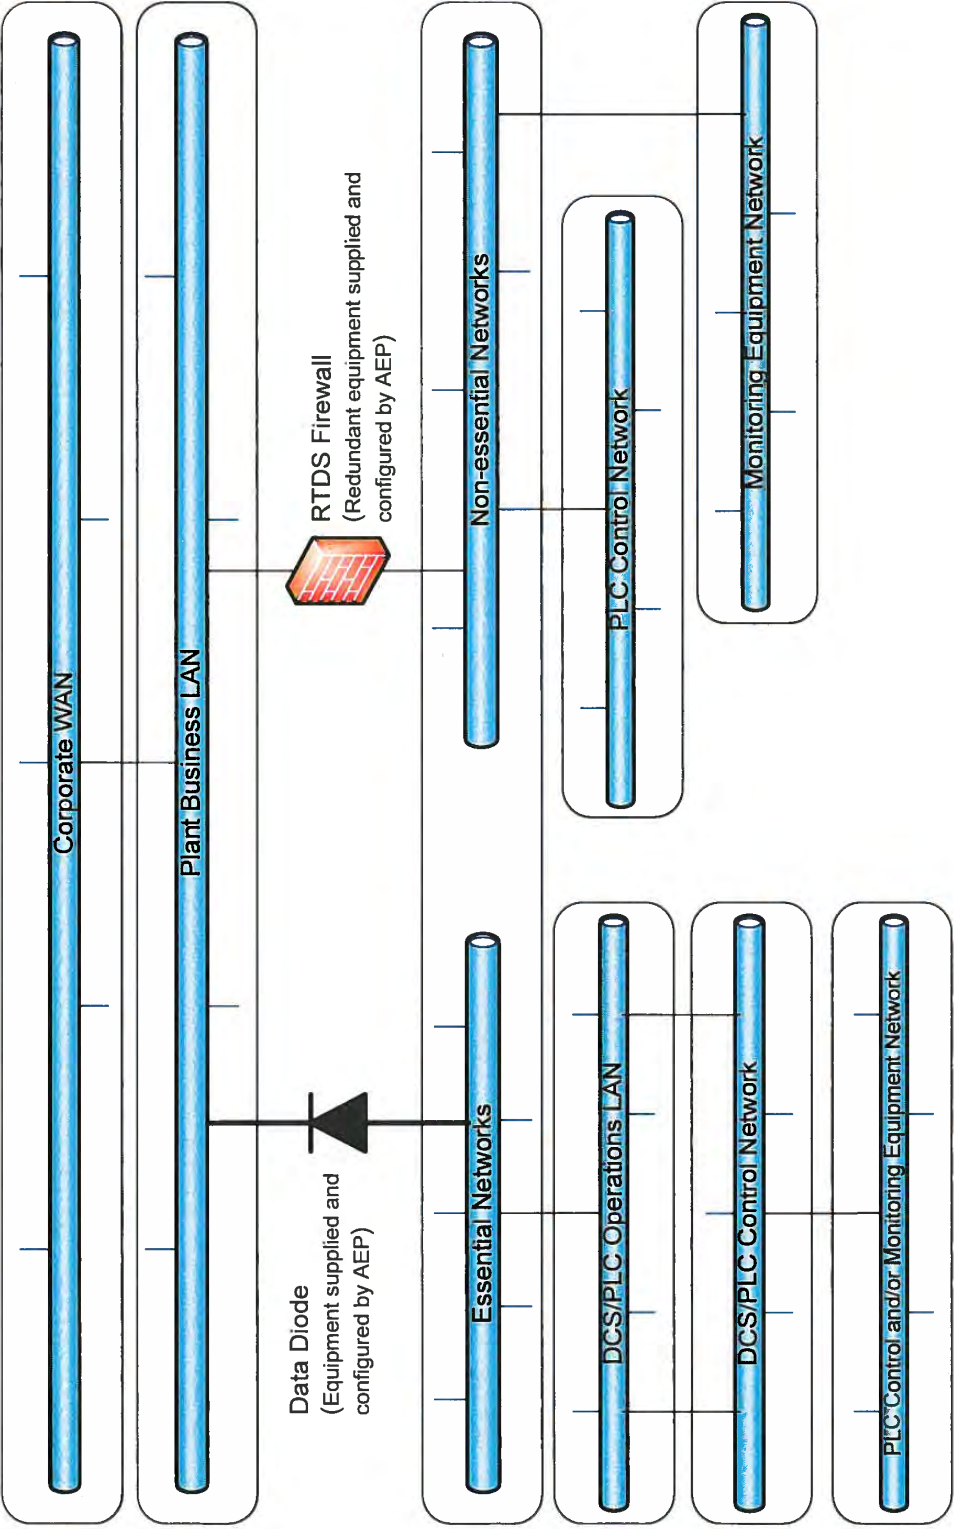 Corporate WAN
Plant Business LAN
Data Diode
(Equipment supplied and
configured by AEP)
RTDS Firewall
(Redundant equipment supplied and
configured by AEP)
Essential Networks
Non-essential Networks
DCS/PLC Operations LAN
PLC Control Network
DCS/PLC Control Network
Monitoring Equipment Network
PLC Control and/or Monitoring Equipment Network